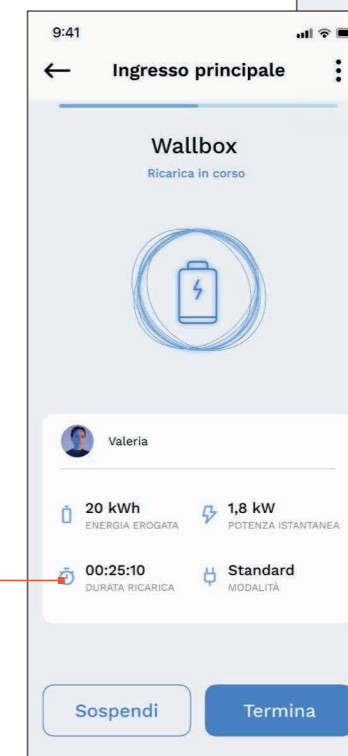 9:41
Ingresso principale
Wallbox
Ricarica in corso
Valeria
20 kWh
ENERGIA EROGATA
1,8 kW
POTENZA ISTANTANEA
00:25:10
DURATA RICARICA
Standard
MODALITÀ
Sospendi
Termina